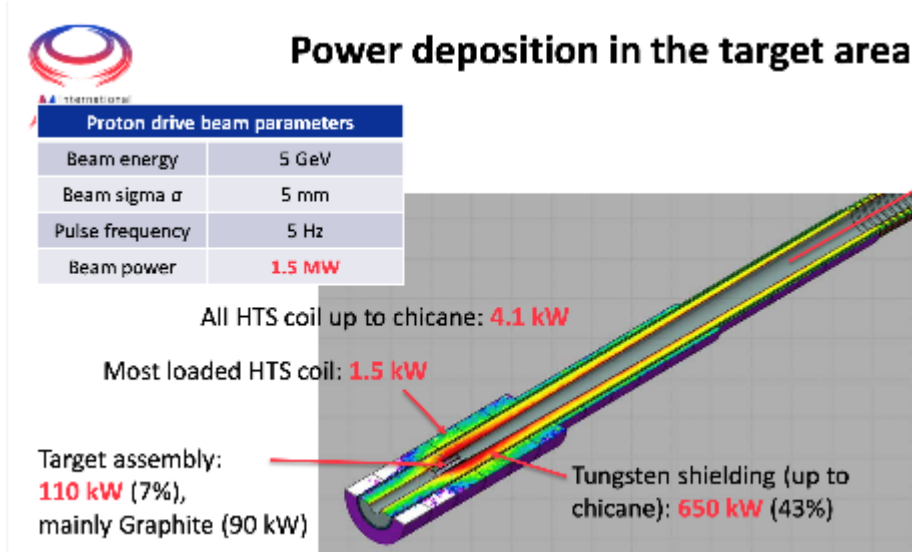 Power deposition in the target area
International
Proton drive beam parameters
Beam energy 5 GeV
Beam sigma σ 5 mm
Pulse frequency 5 Hz
Beam power 1.5 MW
All HTS coil up to chicane: 4.1 kW
Most loaded HTS coil: 1.5 kW
Target assembly:
110 kW (7%),
mainly Graphite (90 kW)
Tungsten shielding (up to
chicane): 650 kW (43%)